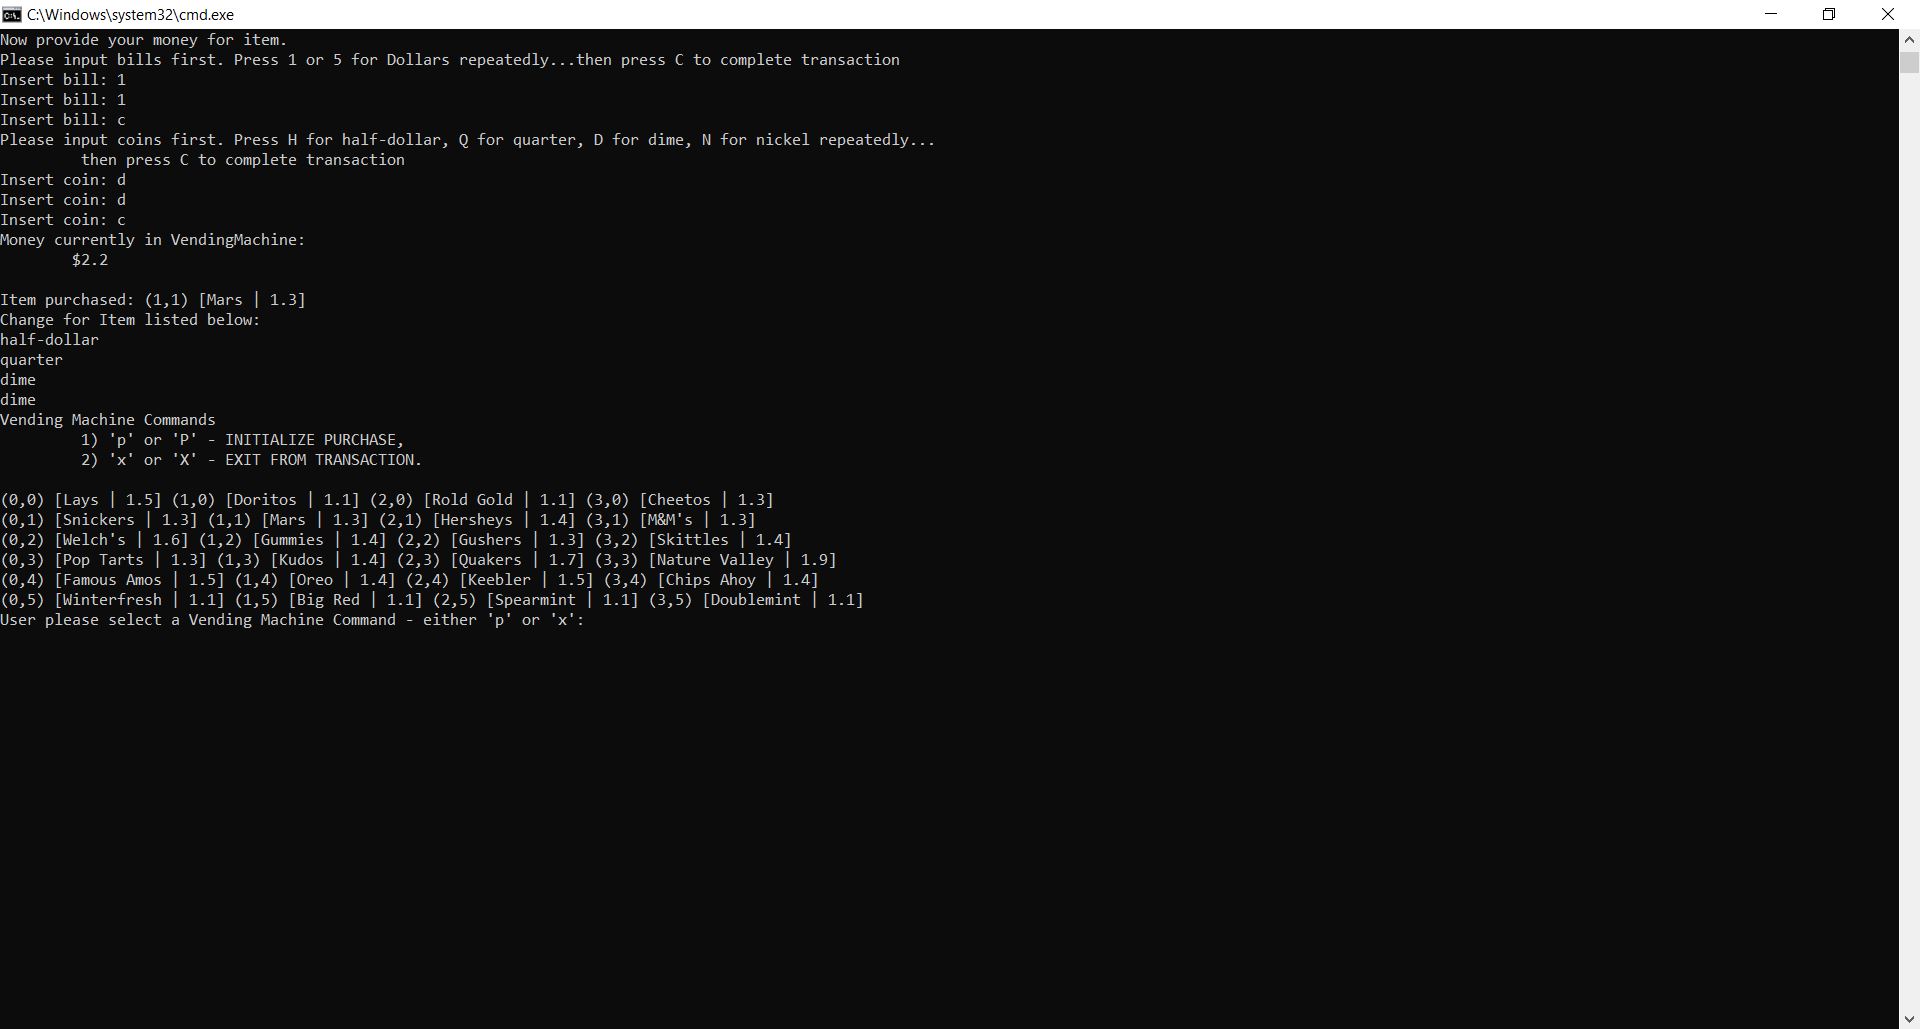 C:\Windows\system32\cmd.exe
Now provide your money for item.
Please input bills first. Press 1 or 5 for Dollars repeatedly...then press C to complete transaction
Insert bill: 1
Insert bill: 1
Insert bill: c
Please input coins first. Press H for half-dollar, Q for quarter, D for dime, N for nickel repeatedly...
         then press C to complete transaction
Insert coin: d
Insert coin: d
Insert coin: c
Money currently in VendingMachine:
        $2.2
Item purchased: (1,1) [Mars | 1.3]
Change for Item listed below:
half-dollar
quarter
dime
dime
Vending Machine Commands
         1) 'p' or 'P' - INITIALIZE PURCHASE,
         2) 'x' or 'X' - EXIT FROM TRANSACTION.
(0,0) [Lays | 1.5] (1,0) [Doritos | 1.1] (2,0) [Rold Gold | 1.1] (3,0) [Cheetos | 1.3]
(0,1) [Snickers | 1.3] (1,1) [Mars | 1.3] (2,1) [Hersheys | 1.4] (3,1) [M&M's | 1.3]
(0,2) [Welch's | 1.6] (1,2) [Gummies | 1.4] (2,2) [Gushers | 1.3] (3,2) [Skittles | 1.4]
(0,3) [Pop Tarts | 1.3] (1,3) [Kudos | 1.4] (2,3) [Quakers | 1.7] (3,3) [Nature Valley | 1.9]
(0,4) [Famous Amos | 1.5] (1,4) [Oreo | 1.4] (2,4) [Keebler | 1.5] (3,4) [Chips Ahoy | 1.4]
(0,5) [Winterfresh | 1.1] (1,5) [Big Red | 1.1] (2,5) [Spearmint | 1.1] (3,5) [Doublemint | 1.1]
User please select a Vending Machine Command - either 'p' or 'x':